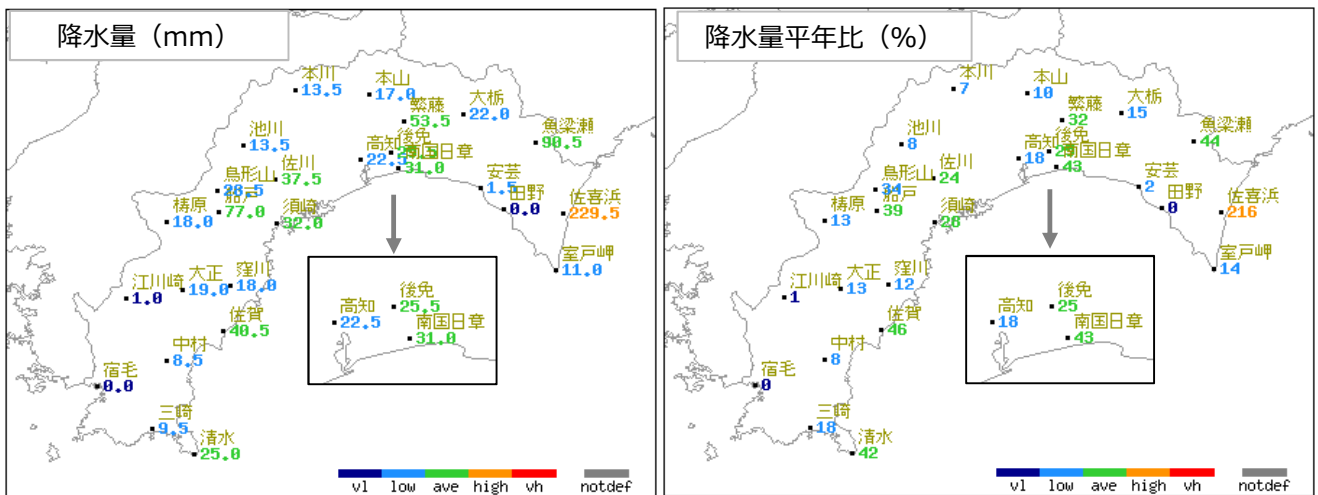 降水量（mm）
本川
13.5
本山
17.0
大栃
22.0
繁藤
53.5
魚梁瀬
90.5
池川
13.5
高知
22.5
後免
南国日章
31.0
鳥形山
佐川
37.5
安芸
1.5
田野
0.0
佐喜浜
229.5
船戸
77.0
梼原
18.0
須崎
32.0
室戸岬
11.0
江川崎
1.0
大正
19.0
窪川
18.0
佐賀
40.5
高知
22.5
後免
25.5
南国日章
31.0
中村
8.5
宿毛
0.0
三崎
9.5
清水
25.0
vl low ave high vh notdef
降水量平年比（%）
本川
7
本山
10
大栃
15
繁藤
32
魚梁瀬
44
池川
8
高知
18
後免
南国日章
43
鳥形山
佐川
24
安芸
2
田野
0
佐喜浜
216
船戸
39
梼原
13
須崎
室戸岬
14
江川崎
1
大正
13
窪川
12
佐賀
46
高知
18
後免
25
南国日章
43
中村
8
宿毛
0
三崎
18
清水
42
vl low ave high vh notdef